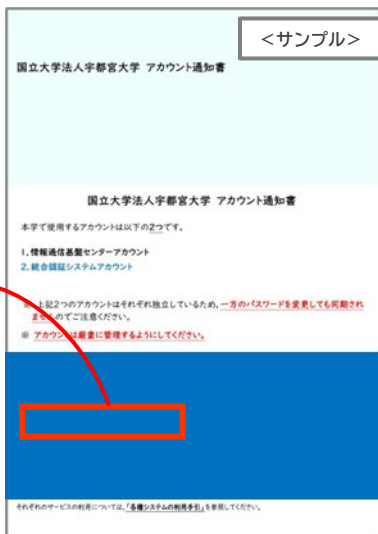 <サンプル>
国立大学法人宇都宮大学 アカウント通知書
国立大学法人宇都宮大学 アカウント通知書
本学で使用するアカウントは以下の2つです。
1.情報通信基盤センターアカウント
2.統合認証システムアカウント
※ 上記2つのアカウントはそれぞれ独立しているため、一方のパスワードを変更しても同期され
ませんのでご注意ください。
※ アカウントは厳重に管理するようにしてください。
それぞれのサービスの利用については、「各種システムの利用手引」を参照してください。